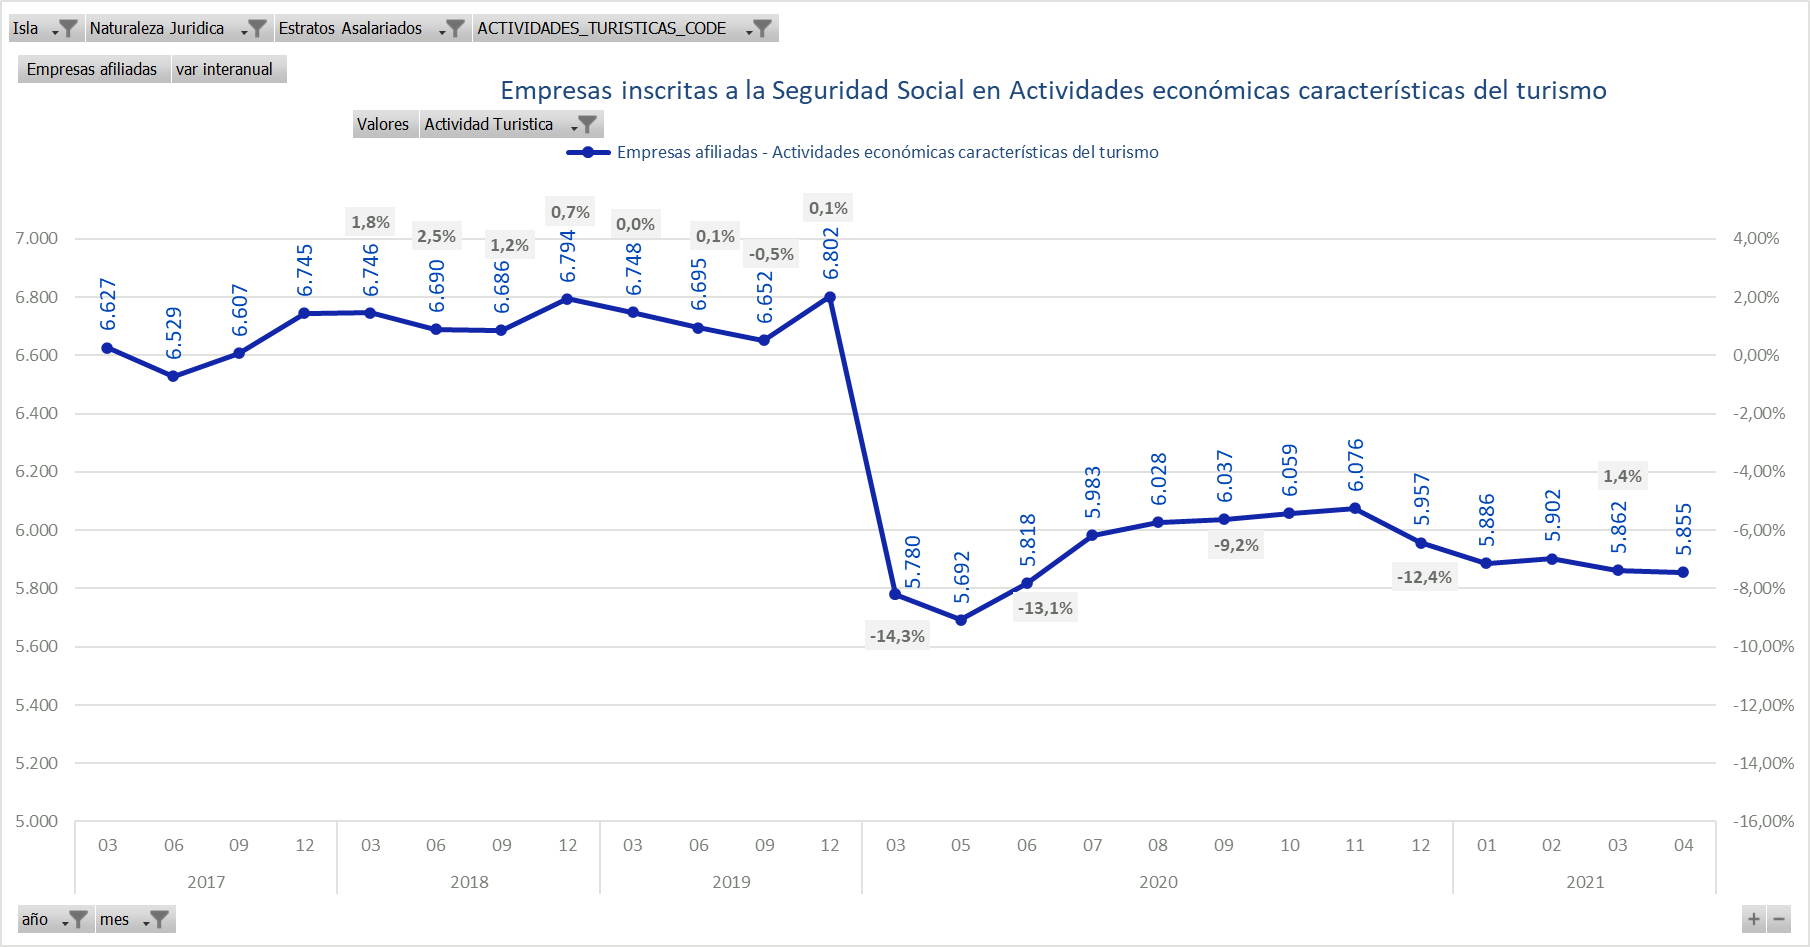 Isla Naturaleza Juridica Estratos Asalariados ACTIVIDADES_TURISTICAS_CODE
Empresas afiliadas var interanual
Empresas inscritas a la Seguridad Social en Actividades económicas características del turismo
Valores Actividad Turistica
Empresas afiliadas - Actividades económicas características del turismo
1,8% 2,5% 1,2% 0,7% 0,0% 0,1% -0,5% 0,1%
6.627 6.529 6.607 6.745 6.746 6.690 6.686 6.794 6.748 6.695 6.652 6.802
5.780 5.692 5.818 5.983 6.028 6.037 6.059 6.076 5.957 5.886 5.902 5.862 5.855
1,4%
-14,3% -13,1% -9,2% -12,4%
7.000 4,00%
6.800 2,00%
6.600 0,00%
6.400 -2,00%
6.200 -4,00%
6.000 -6,00%
5.800 -8,00%
5.600 -10,00%
5.400 -12,00%
5.200 -14,00%
5.000 -16,00%
03 06 09 12 03 06 09 12 03 06 09 12 03 05 06 07 08 09 10 11 12 01 02 03 04
2017 2018 2019 2020 2021
año mes
+ −